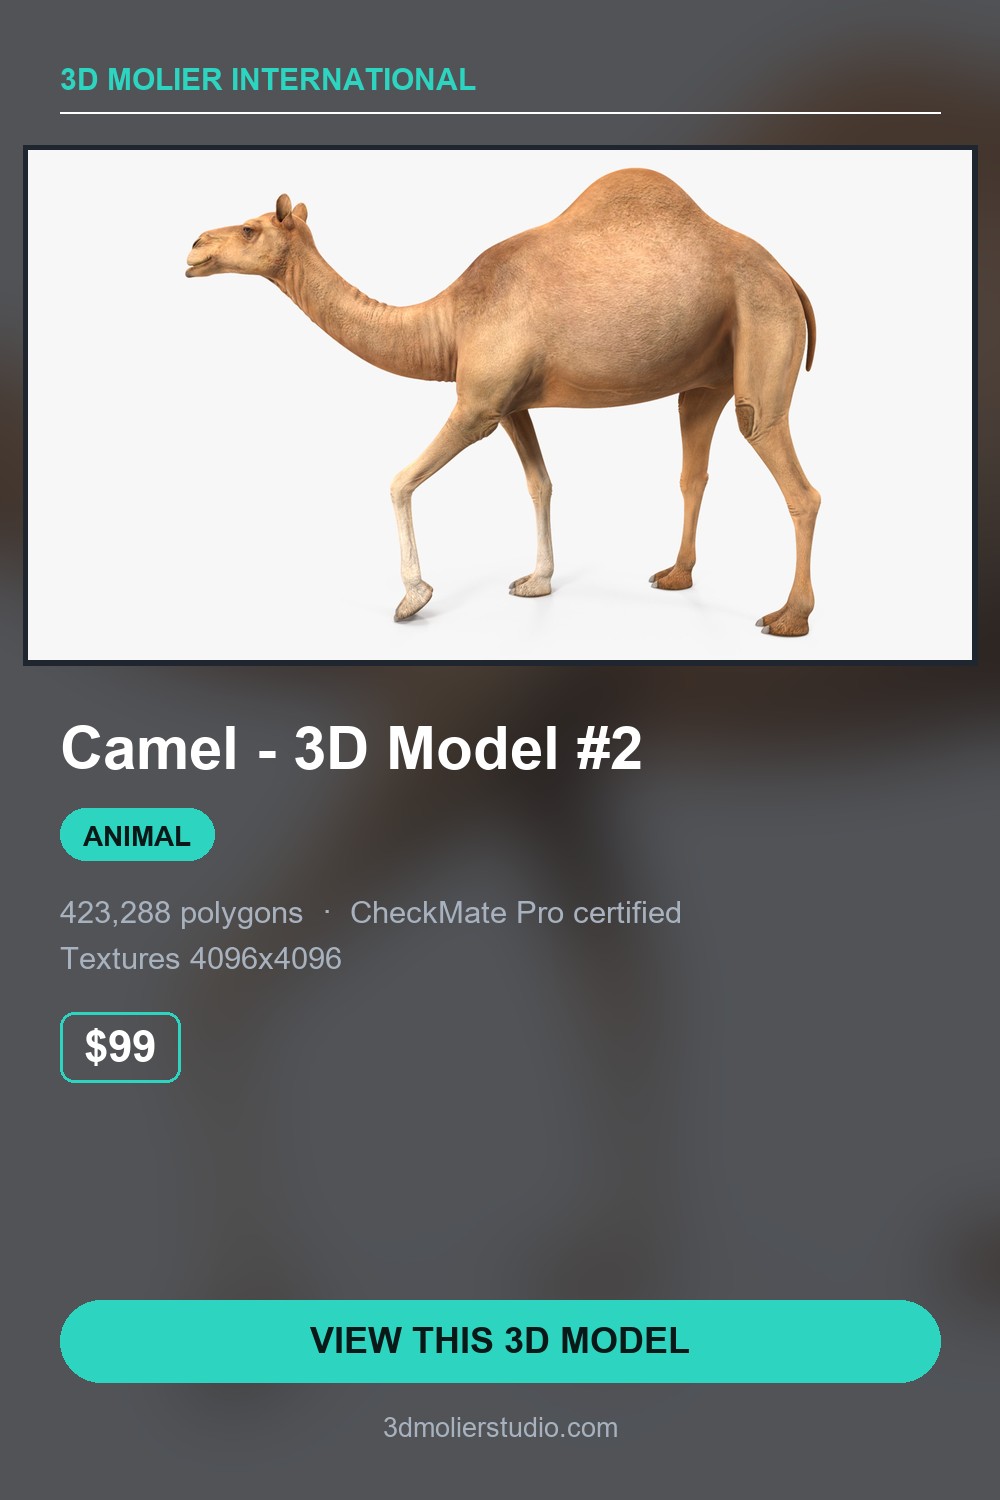 3D MOLIER INTERNATIONAL
Camel - 3D Model #2
ANIMAL
423,288 polygons · CheckMate Pro certified
Textures 4096x4096
$99
VIEW THIS 3D MODEL
3dmolierstudio.com